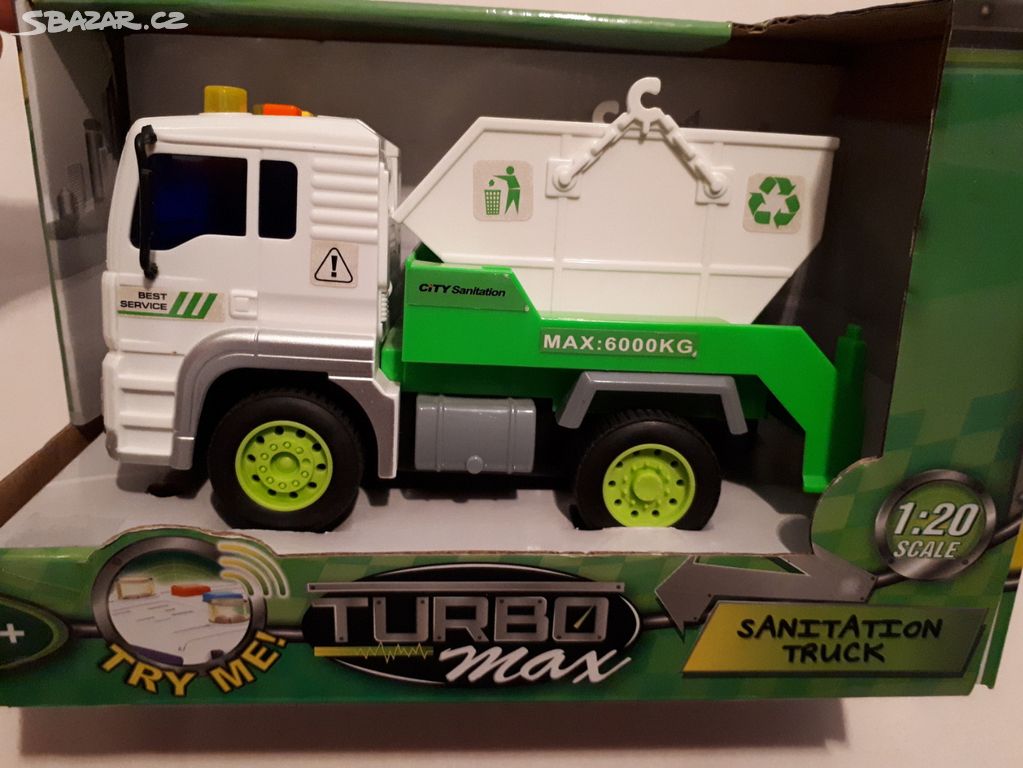 SBAZAR.CZ
BEST
SERVICE
!
CiTY Sanitation
MAX:6000KG
1:20
SCALE
+
TRY ME!
TURBO
max
SANITATION
TRUCK